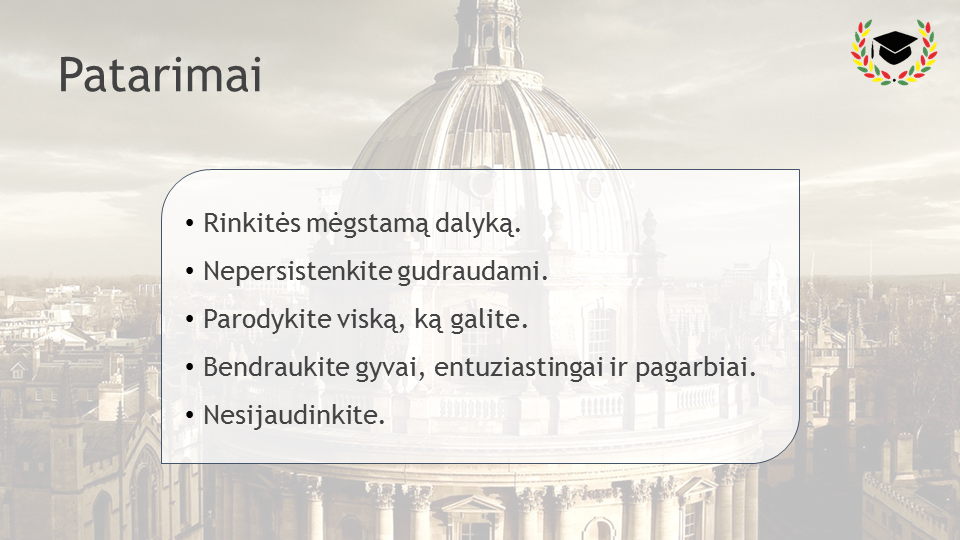 Patarimai
• Rinkitės mėgstamą dalyką.
• Nepersistenkite gudraudami.
• Parodykite viską, ką galite.
• Bendraukite gyvai, entuziastingai ir pagarbiai.
• Nesijaudinkite.